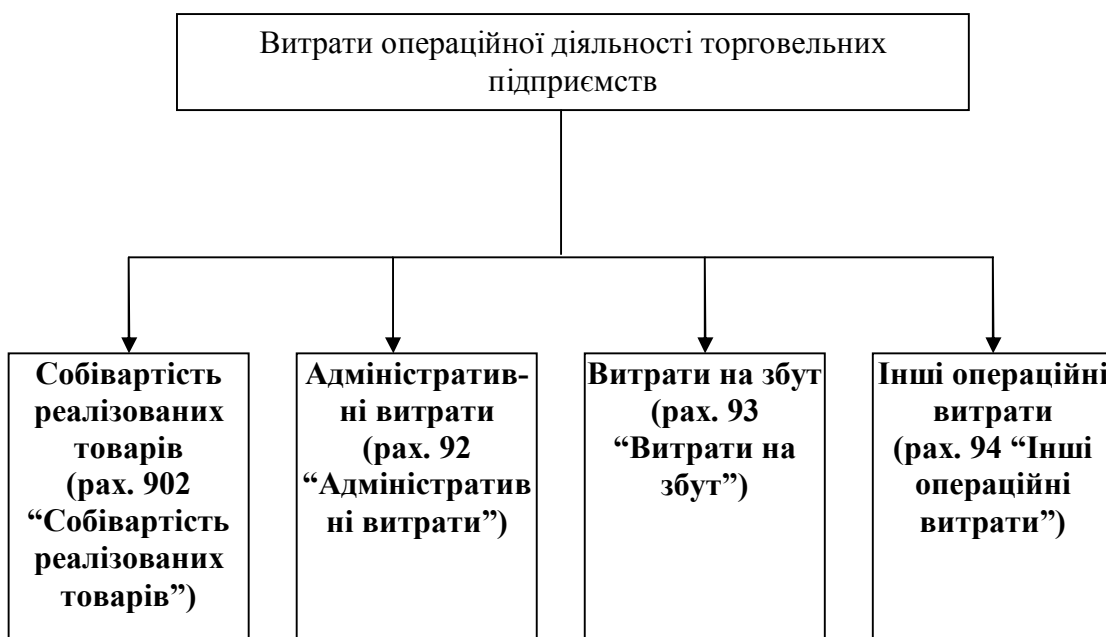 Витрати операційної діяльності торговельних
підприємств
Собівартість
реалізованих
товарів
(рах. 902
“Собівартість
реалізованих
товарів”)
Адміністратив-
ні витрати
(рах. 92
“Адміністратив
ні витрати”)
Витрати на збут
(рах. 93
“Витрати на
збут”)
Інші операційні
витрати
(рах. 94 “Інші
операційні
витрати”)